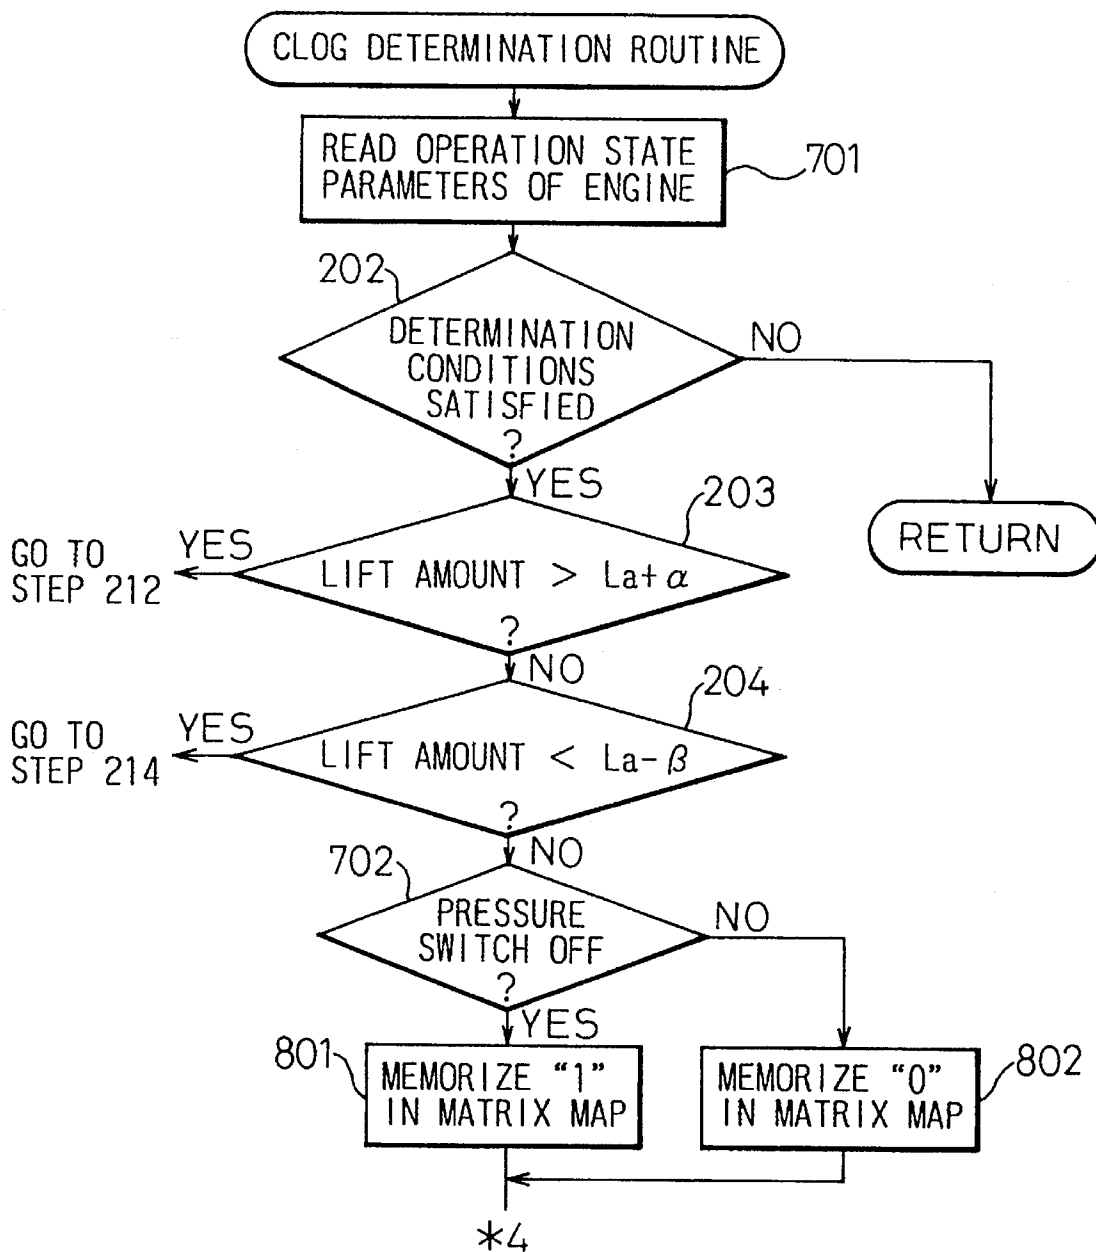 CLOG DETERMINATION ROUTINE
READ OPERATION STATE
PARAMETERS OF ENGINE
701
202
DETERMINATION
CONDITIONS
SATISFIED
?
NO
YES
RETURN
203
GO TO
STEP 212
YES
LIFT AMOUNT > La+α
?
NO
204
GO TO
STEP 214
YES
LIFT AMOUNT < La-β
?
NO
702
PRESSURE
SWITCH OFF
?
NO
YES
801
MEMORIZE “1”
IN MATRIX MAP
MEMORIZE “0”
IN MATRIX MAP
802
*4